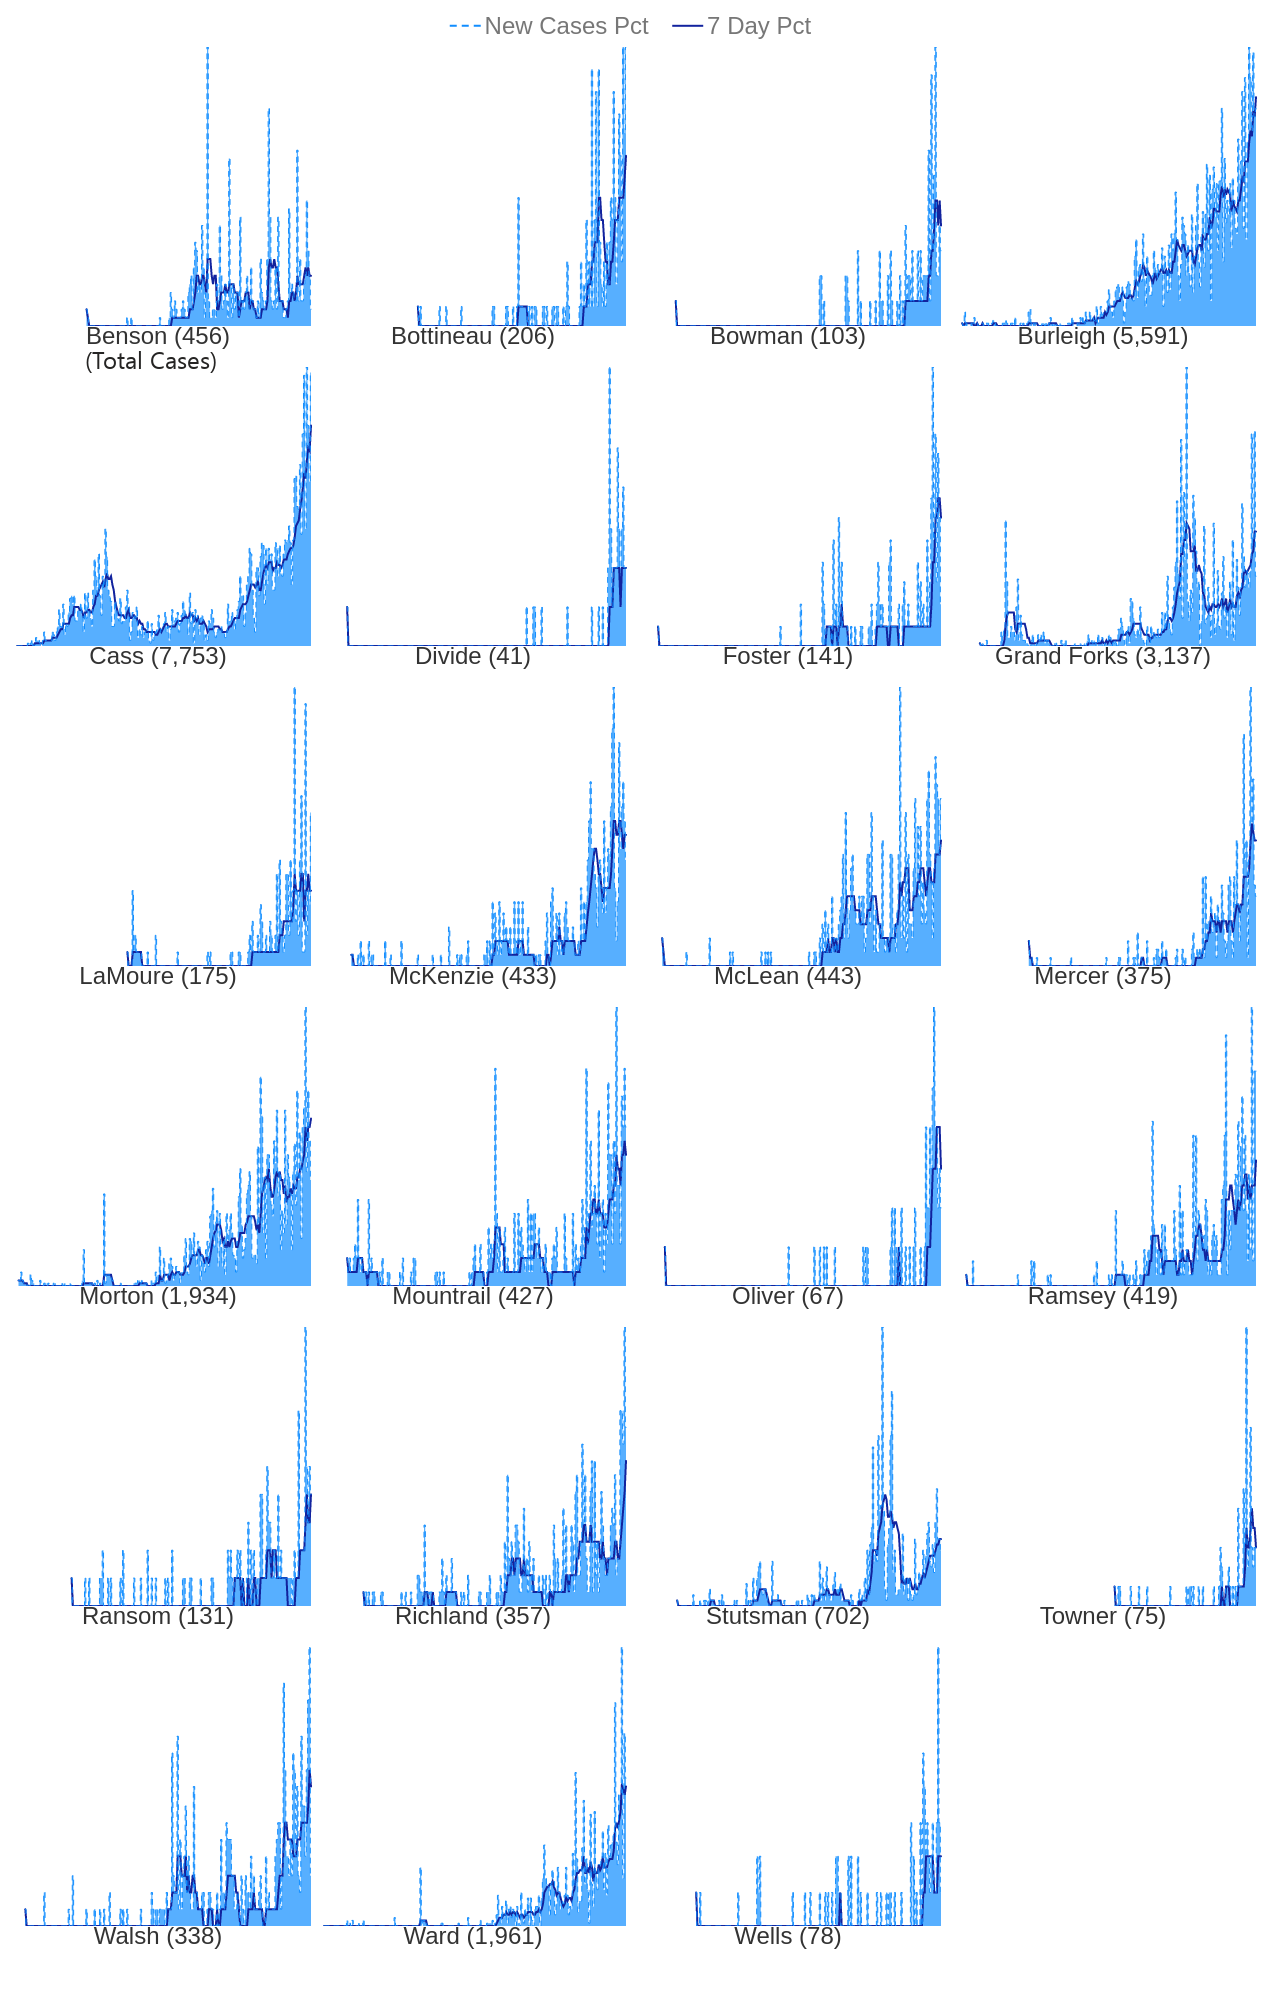 New Cases Pct 7 Day Pct
Benson (456) Bottineau (206) Bowman (103) Burleigh (5,591)
(Total Cases)
Cass (7,753) Divide (41) Foster (141) Grand Forks (3,137)
LaMoure (175) McKenzie (433) McLean (443) Mercer (375)
Morton (1,934) Mountrail (427) Oliver (67) Ramsey (419)
Ransom (131) Richland (357) Stutsman (702) Towner (75)
Walsh (338) Ward (1,961) Wells (78)